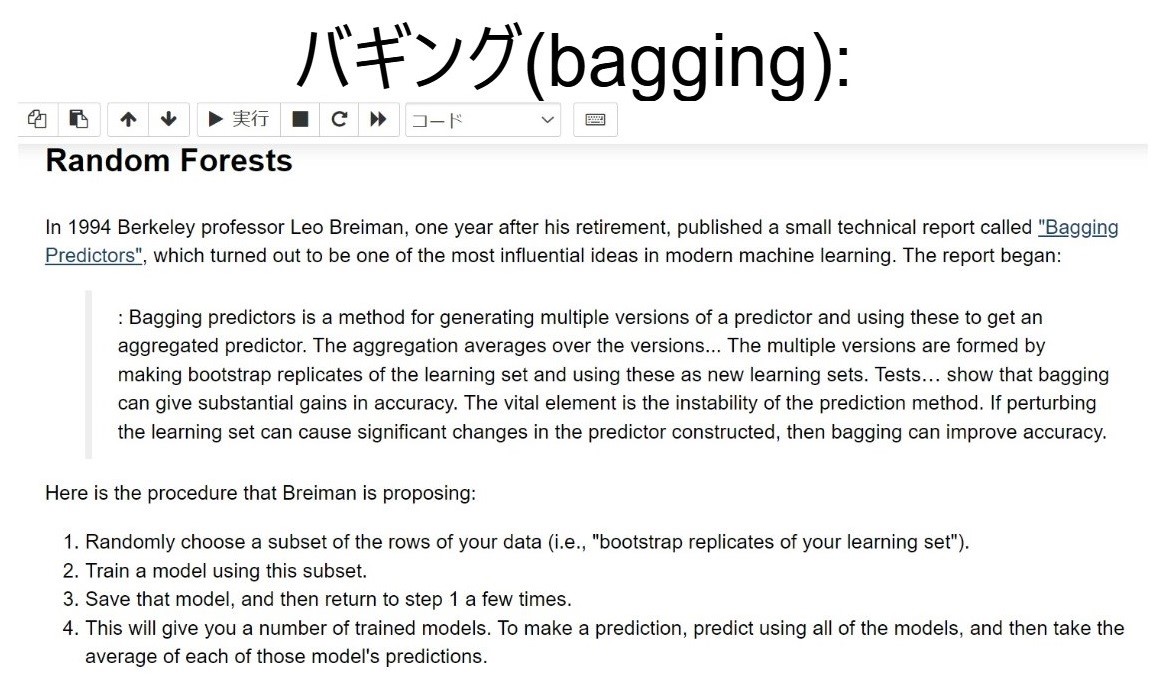 バギング(bagging):
実行 コード
Random Forests
In 1994 Berkeley professor Leo Breiman, one year after his retirement, published a small technical report called "Bagging
Predictors", which turned out to be one of the most influential ideas in modern machine learning. The report began:
: Bagging predictors is a method for generating multiple versions of a predictor and using these to get an
aggregated predictor. The aggregation averages over the versions... The multiple versions are formed by
making bootstrap replicates of the learning set and using these as new learning sets. Tests… show that bagging
can give substantial gains in accuracy. The vital element is the instability of the prediction method. If perturbing
the learning set can cause significant changes in the predictor constructed, then bagging can improve accuracy.
Here is the procedure that Breiman is proposing:
1. Randomly choose a subset of the rows of your data (i.e., "bootstrap replicates of your learning set").
2. Train a model using this subset.
3. Save that model, and then return to step 1 a few times.
4. This will give you a number of trained models. To make a prediction, predict using all of the models, and then take the
average of each of those model's predictions.